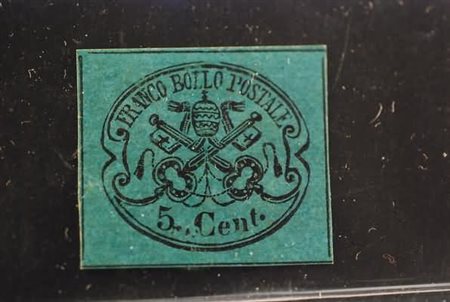 FRANCO BOLLO POSTALE
5 Cent.